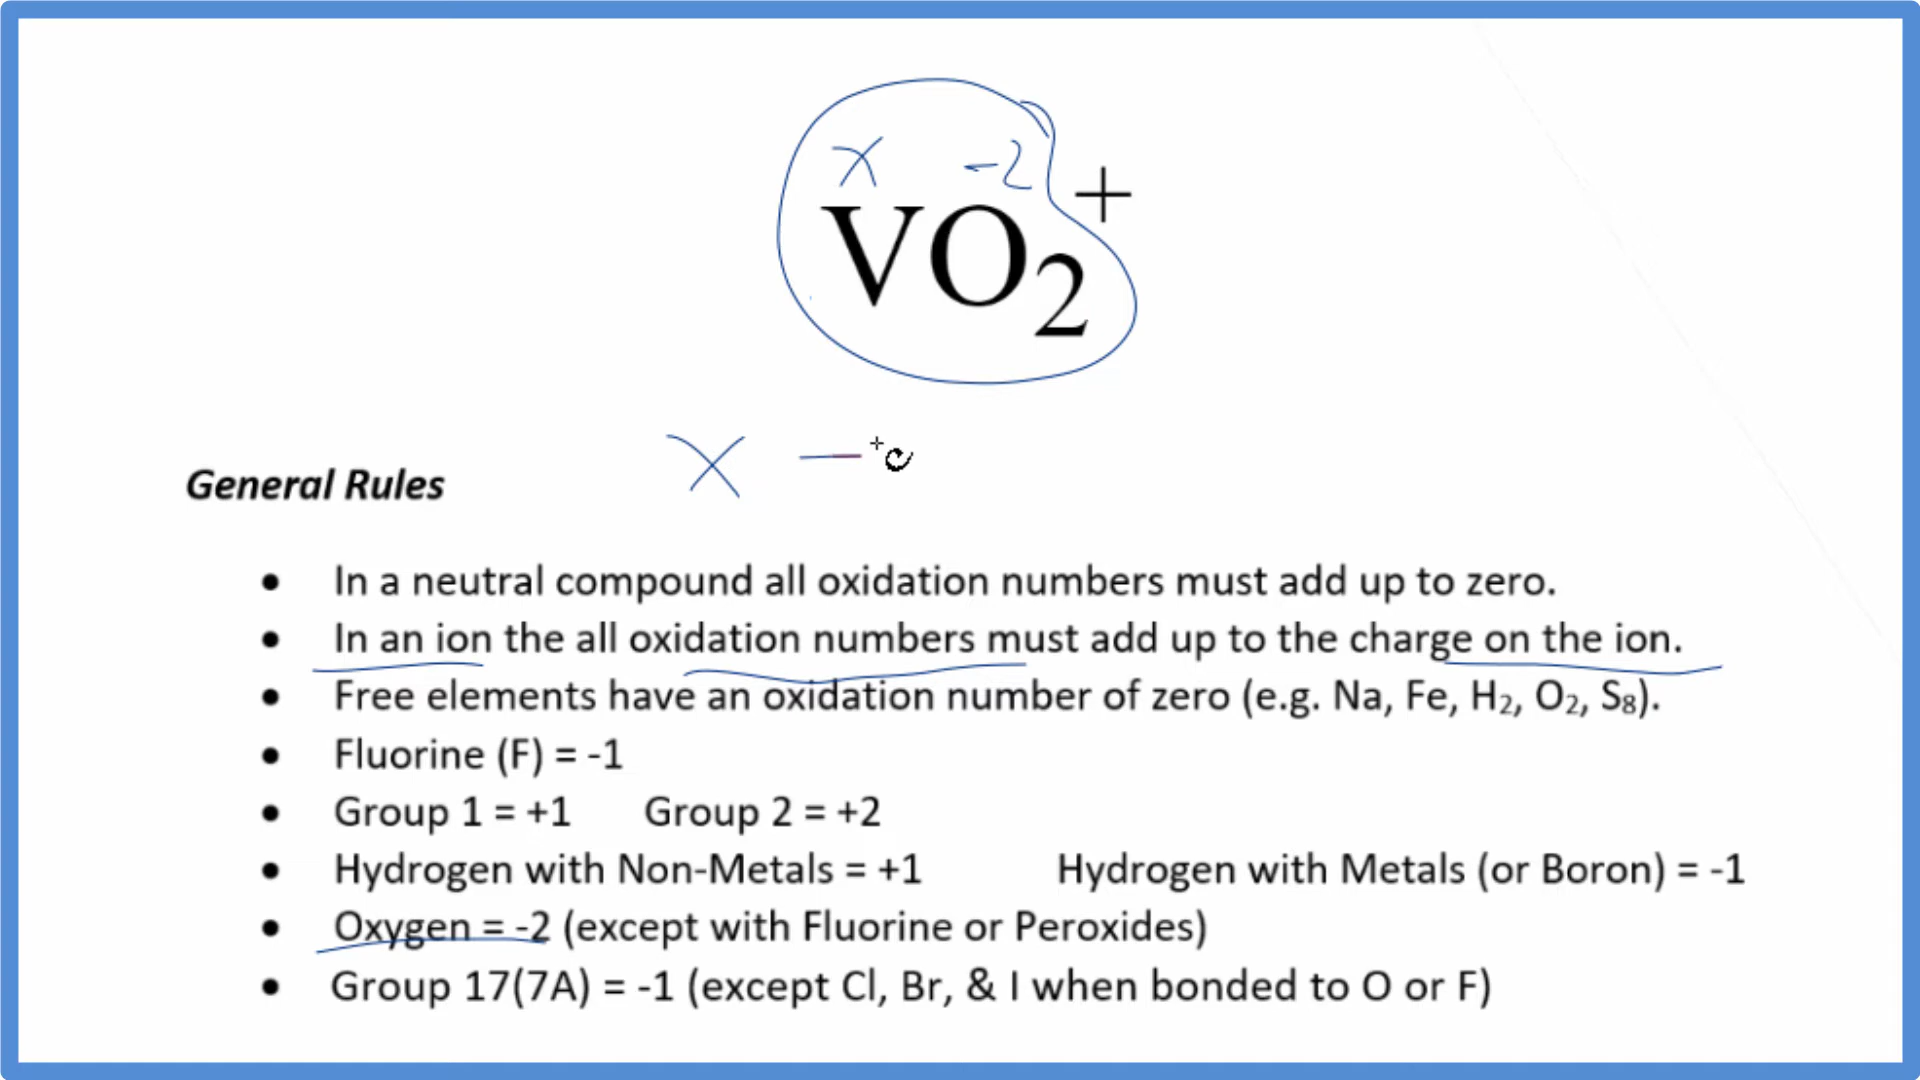 x -2
VO₂⁺
x –
General Rules
• In a neutral compound all oxidation numbers must add up to zero.
• In an ion the all oxidation numbers must add up to the charge on the ion.
• Free elements have an oxidation number of zero (e.g. Na, Fe, H₂, O₂, S₈).
• Fluorine (F) = -1
• Group 1 = +1 Group 2 = +2
• Hydrogen with Non-Metals = +1 Hydrogen with Metals (or Boron) = -1
• Oxygen = -2 (except with Fluorine or Peroxides)
• Group 17(7A) = -1 (except Cl, Br, & I when bonded to O or F)